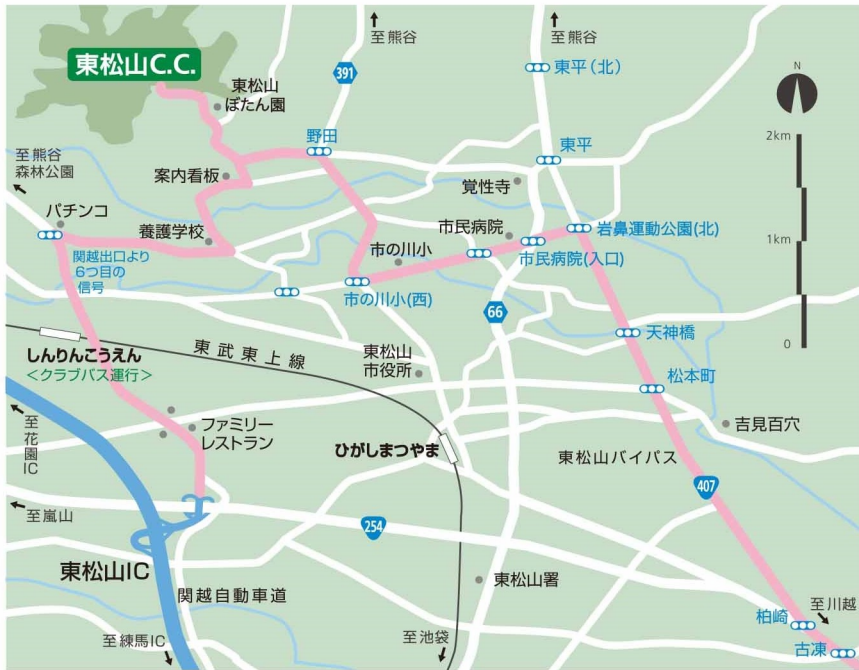 至熊谷
至熊谷
東松山C.C.
391
東平(北)
N
東松山
ぼたん園
野田
東平
2km
至熊谷
森林公園
案内看板
覚性寺
パチンコ
養護学校
市民病院
岩鼻運動公園(北)
市の川小
関越出口より
6つ目の
信号
市民病院(入口)
1km
市の川小(西)
66
天神橋
東武東上線
しんりんこうえん
<クラブバス運行>
東松山
市役所
松本町
0
至花園IC
ファミリー
レストラン
ひがしまつやま
吉見百穴
東松山バイパス
407
至嵐山
254
東松山IC
関越自動車道
東松山署
至川越
柏崎
至練馬IC
至池袋
古凍